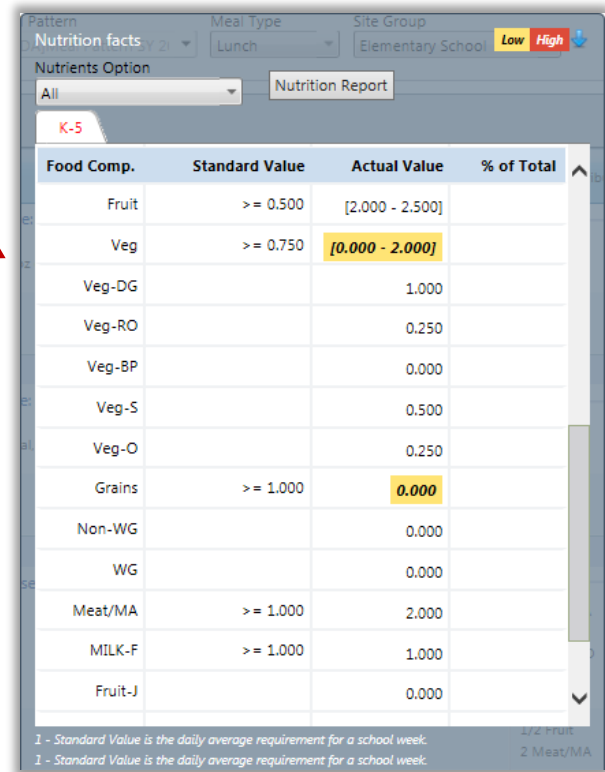 Pattern Meal Type Site Group
Nutrition facts Lunch Elementary School Low High
Nutrients Option
All Nutrition Report
K-5
Food Comp. Standard Value Actual Value % of Total
Fruit >= 0.500 [2.000 - 2.500]
Veg >= 0.750 [0.000 - 2.000]
Veg-DG 1.000
Veg-RO 0.250
Veg-BP 0.000
Veg-S 0.500
Veg-O 0.250
Grains >= 1.000 0.000
Non-WG 0.000
WG 0.000
Meat/MA >= 1.000 2.000
MILK-F >= 1.000 1.000
Fruit-J 0.000
1 - Standard Value is the daily average requirement for a school week. 1/2 Fruit
1 - Standard Value is the daily average requirement for a school week. 2 Meat/MA